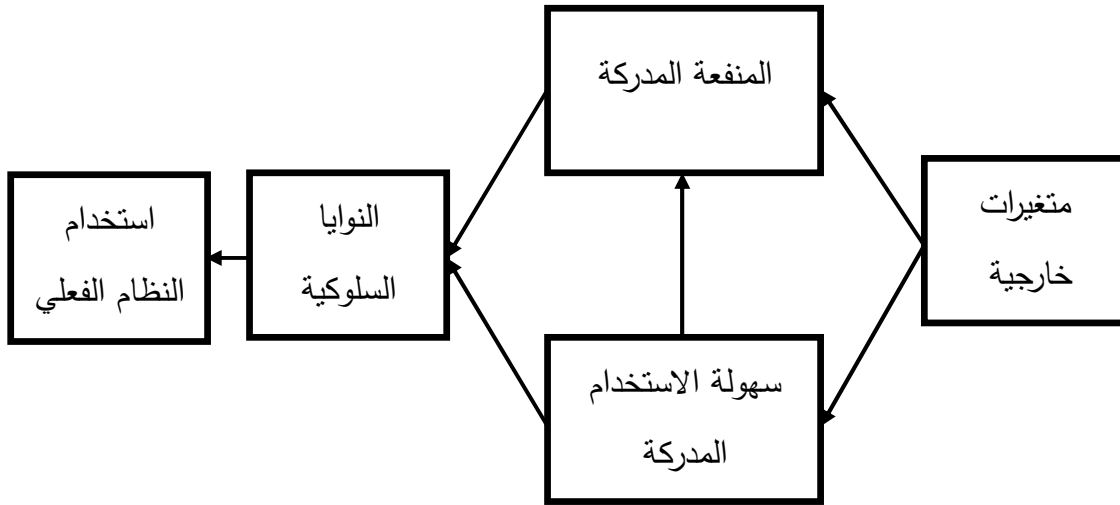 المنفعة المدركة
متغيرات
خارجية
النوايا
السلوكية
استخدام
النظام الفعلي
سهولة الاستخدام
المدركة